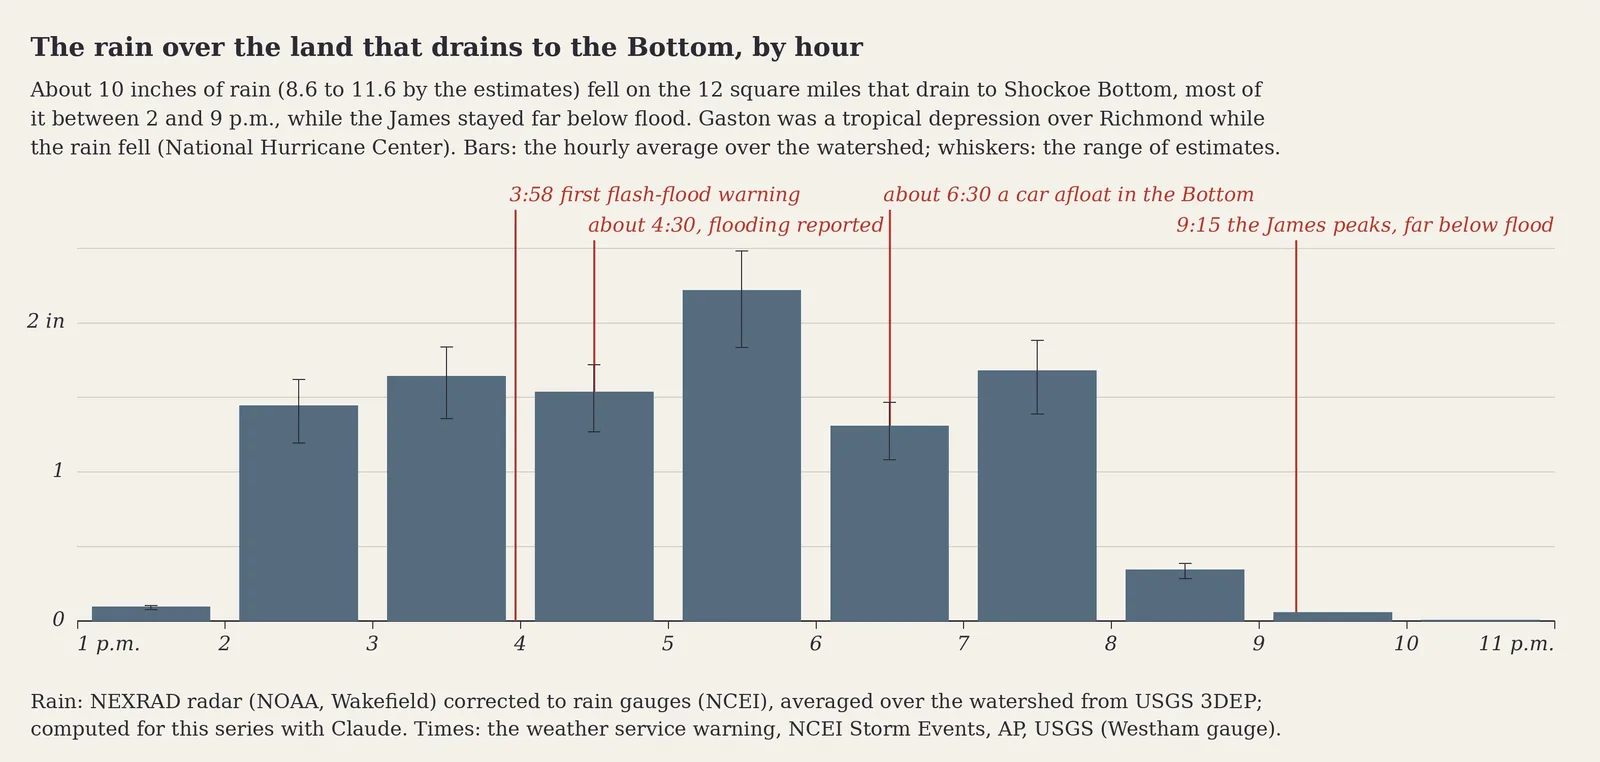 The rain over the land that drains to the Bottom, by hour
About 10 inches of rain (8.6 to 11.6 by the estimates) fell on the 12 square miles that drain to Shockoe Bottom, most of
it between 2 and 9 p.m., while the James stayed far below flood. Gaston was a tropical depression over Richmond while
the rain fell (National Hurricane Center). Bars: the hourly average over the watershed; whiskers: the range of estimates.
3:58 first flash-flood warning
about 6:30 a car afloat in the Bottom
about 4:30, flooding reported
9:15 the James peaks, far below flood
2 in
1
0
1 p.m.
2
3
4
5
6
7
8
9
10
11 p.m.
Rain: NEXRAD radar (NOAA, Wakefield) corrected to rain gauges (NCEI), averaged over the watershed from USGS 3DEP;
computed for this series with Claude. Times: the weather service warning, NCEI Storm Events, AP, USGS (Westham gauge).